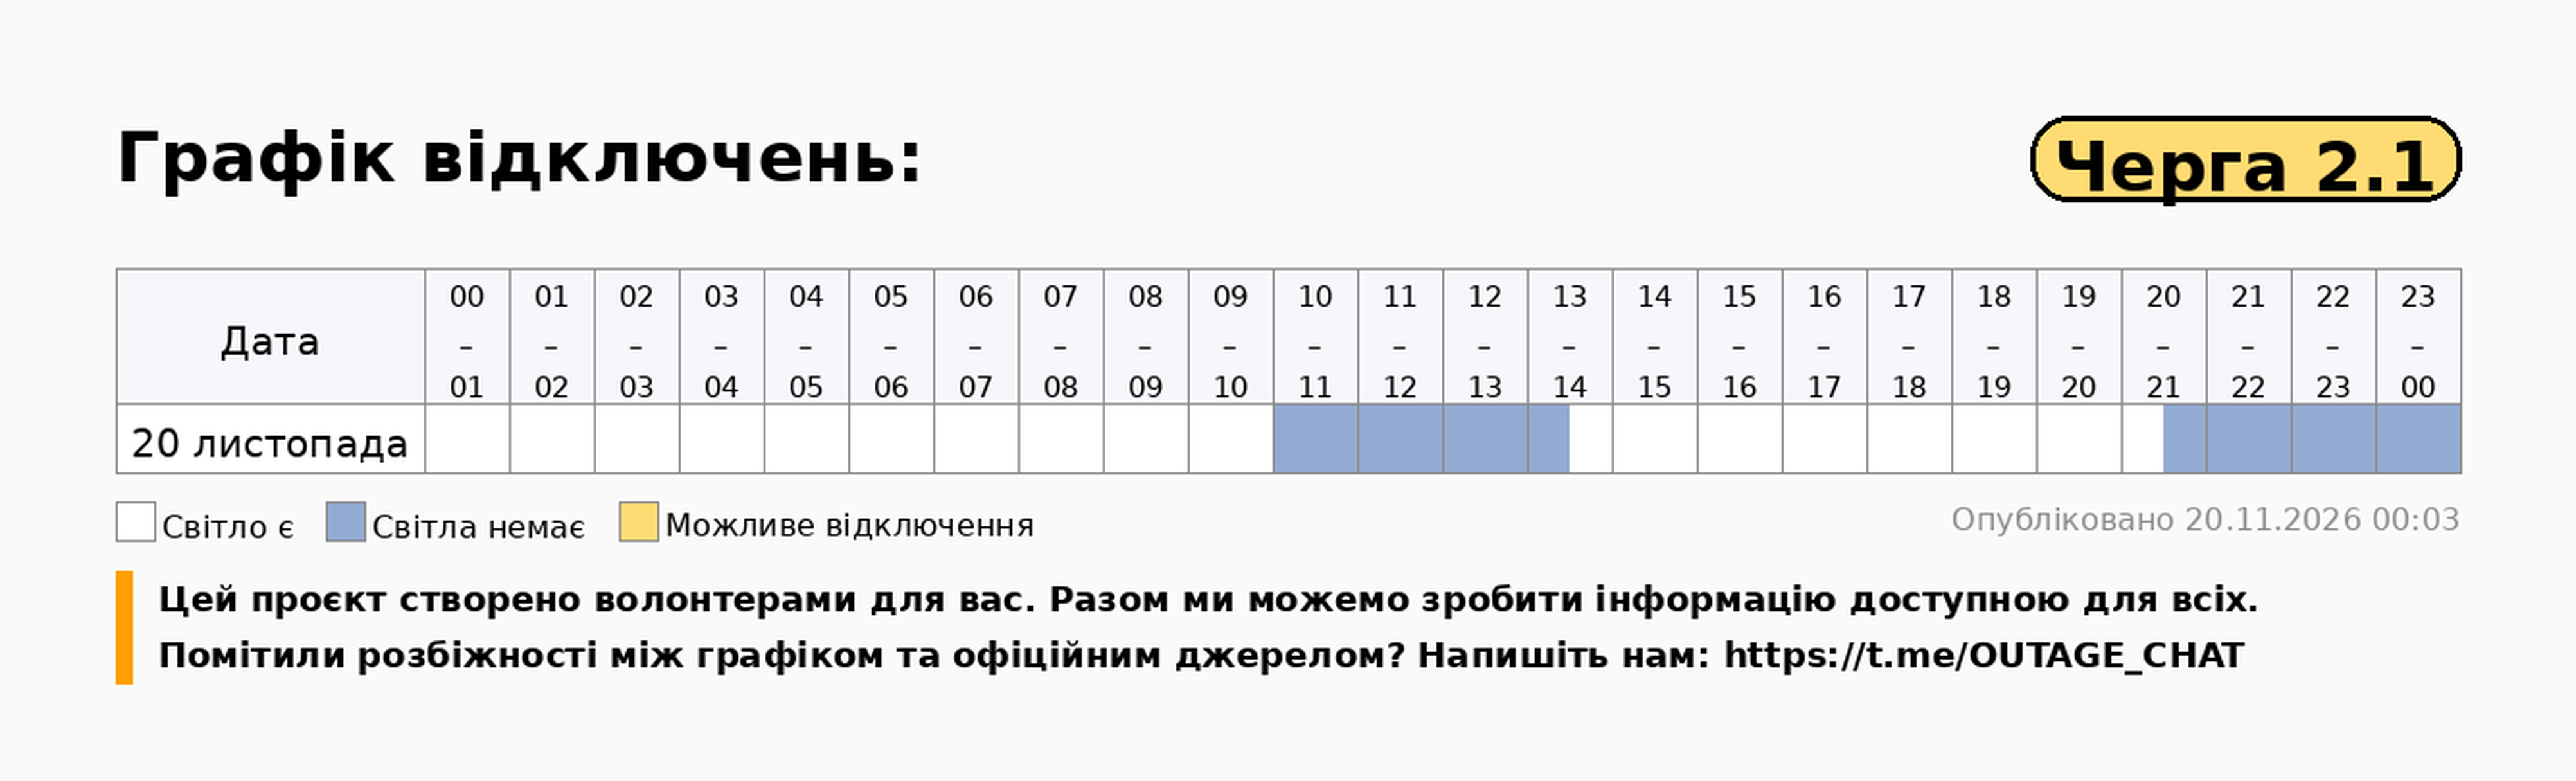 Графік відключень:
Черга 2.1
Дата
00 – 01
01 – 02
02 – 03
03 – 04
04 – 05
05 – 06
06 – 07
07 – 08
08 – 09
09 – 10
10 – 11
11 – 12
12 – 13
13 – 14
14 – 15
15 – 16
16 – 17
17 – 18
18 – 19
19 – 20
20 – 21
21 – 22
22 – 23
23 – 00
20 листопада
Світло є
Світла немає
Можливе відключення
Опубліковано 20.11.2026 00:03
Цей проєкт створено волонтерами для вас. Разом ми можемо зробити інформацію доступною для всіх.
Помітили розбіжності між графіком та офіційним джерелом? Напишіть нам: https://t.me/OUTAGE_CHAT